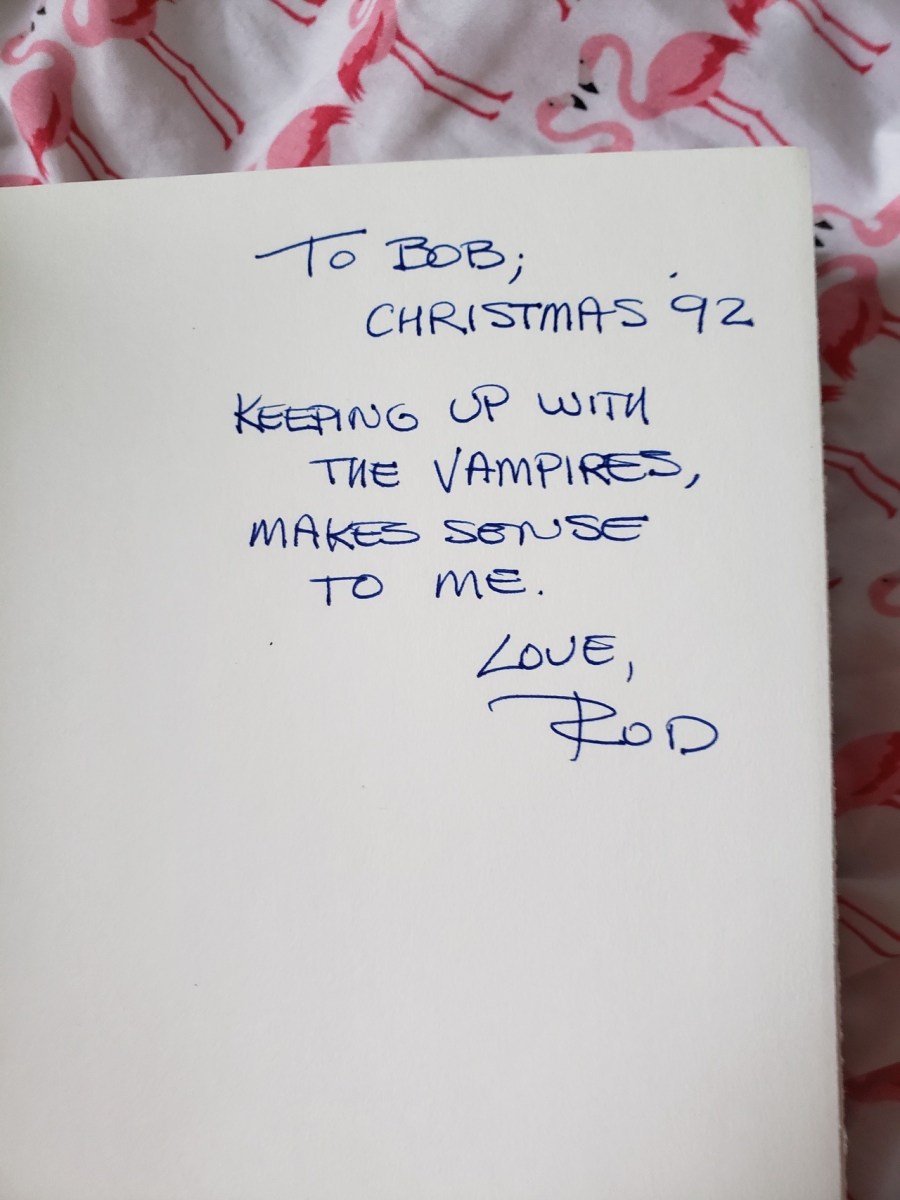 To BOB;
CHRISTMAS '92
KEEPING UP WITH
THE VAMPIRES,
MAKES SENSE
TO ME.
LOVE,
ROD